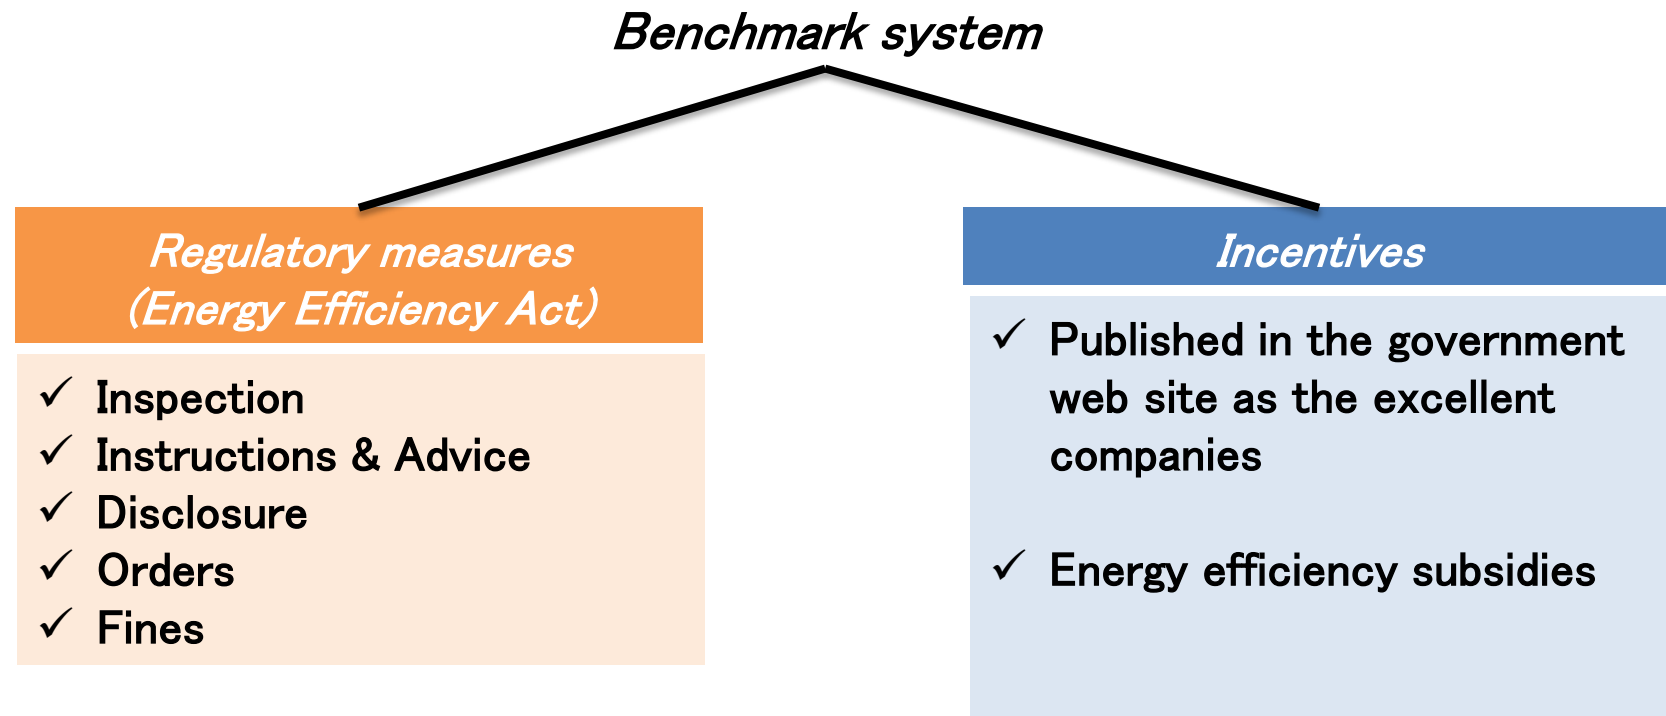 Benchmark system
Regulatory measures
(Energy Efficiency Act)
✓ Inspection
✓ Instructions & Advice
✓ Disclosure
✓ Orders
✓ Fines
Incentives
✓ Published in the government
web site as the excellent
companies
✓ Energy efficiency subsidies